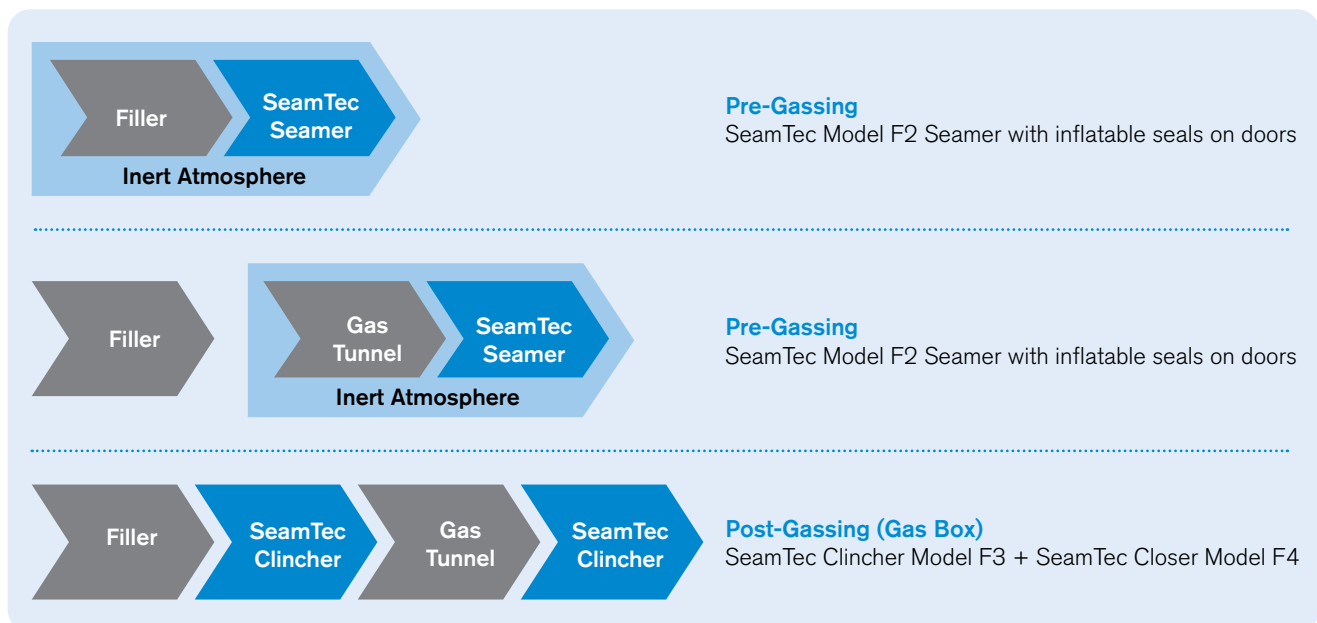 Filler
SeamTec
Seamer
Inert Atmosphere
Pre-Gassing
SeamTec Model F2 Seamer with inflatable seals on doors
Filler
Gas
Tunnel
SeamTec
Seamer
Inert Atmosphere
Pre-Gassing
SeamTec Model F2 Seamer with inflatable seals on doors
Filler
SeamTec
Clincher
Gas
Tunnel
SeamTec
Clincher
Post-Gassing (Gas Box)
SeamTec Clincher Model F3 + SeamTec Closer Model F4